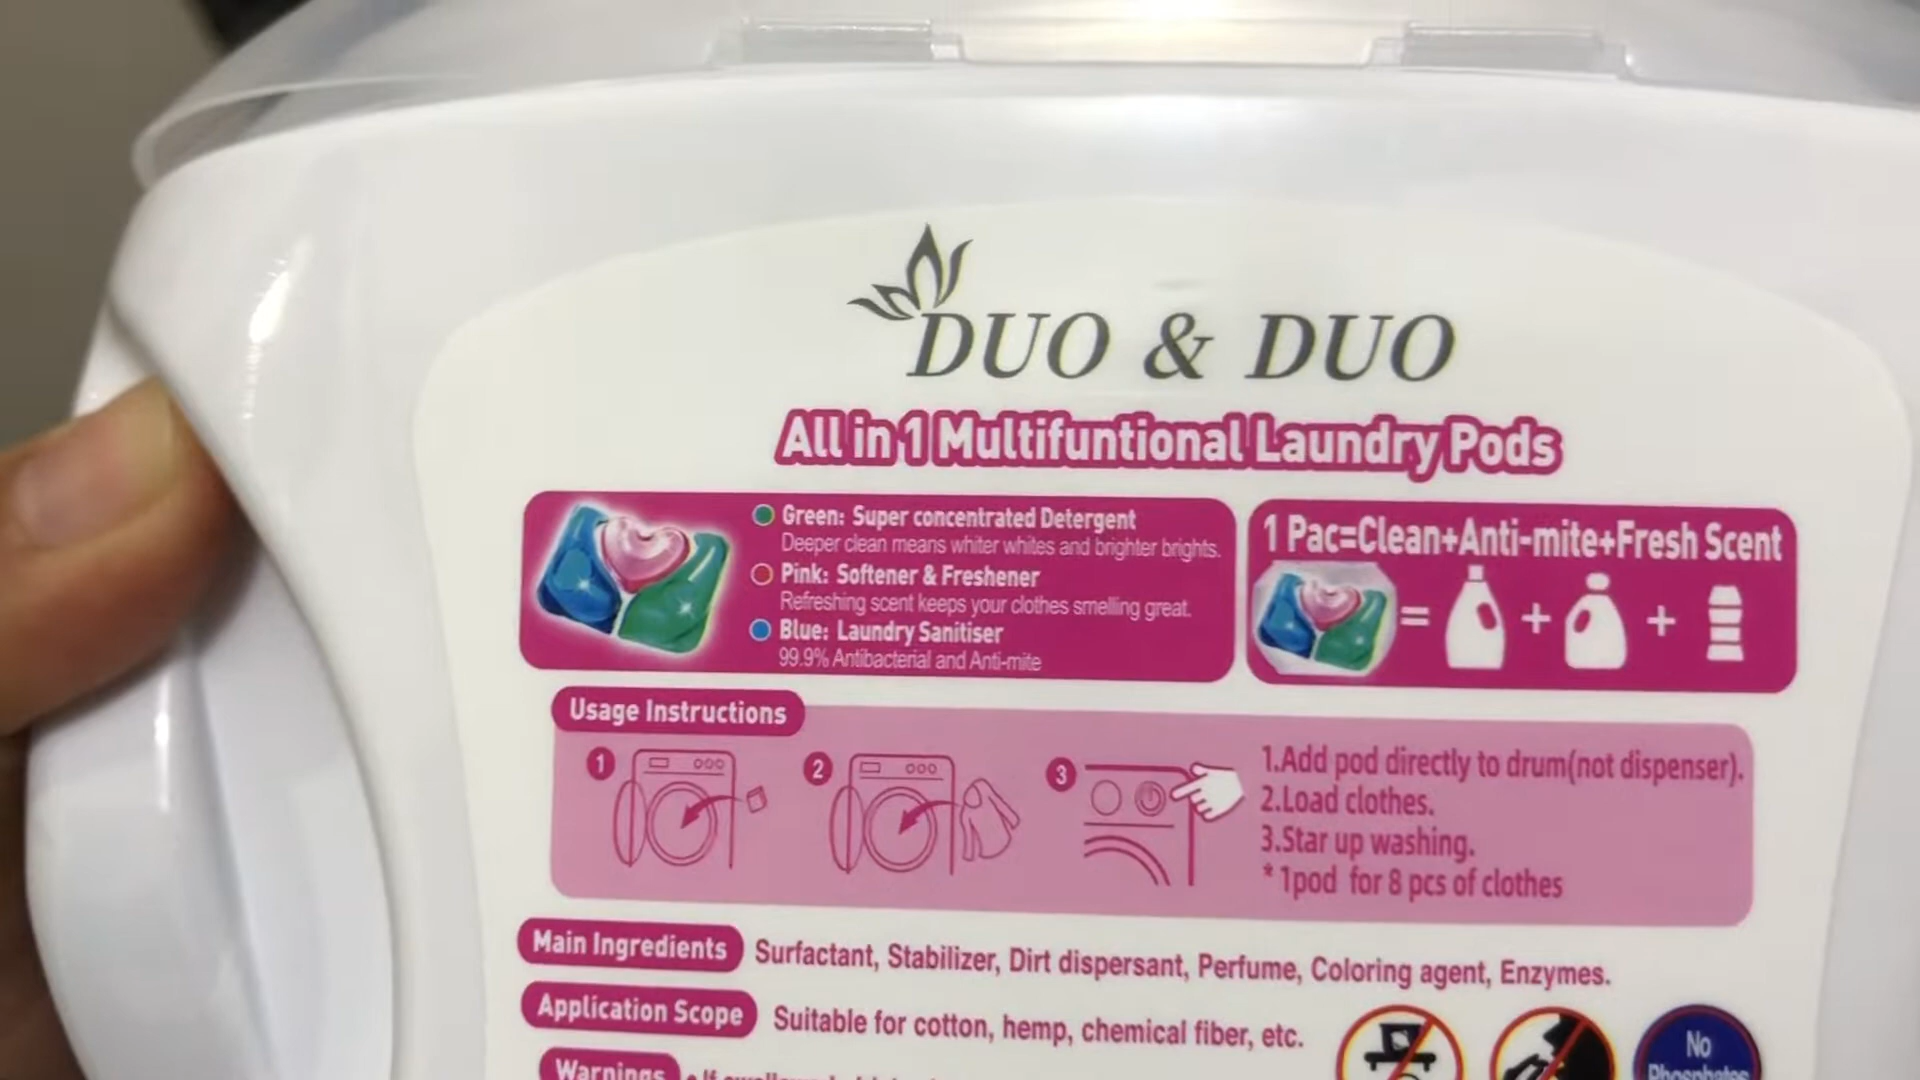 DUO & DUO
All in 1 Multifuntional Laundry Pods
Green: Super concentrated Detergent
Deeper clean means whiter whites and brighter brights.
Pink: Softener & Freshener
Refreshing scent keeps your clothes smelling great.
Blue: Laundry Sanitiser
99.9% Antibacterial and Anti-mite
1 Pac=Clean+Anti-mite+Fresh Scent
= + +
Usage Instructions
1
2
3
1.Add pod directly to drum(not dispenser).
2.Load clothes.
3.Star up washing.
* 1pod for 8 pcs of clothes
Main Ingredients
Surfactant, Stabilizer, Dirt dispersant, Perfume, Coloring agent, Enzymes.
Application Scope
Suitable for cotton, hemp, chemical fiber, etc.
No
Phosphates
Warnings
• If